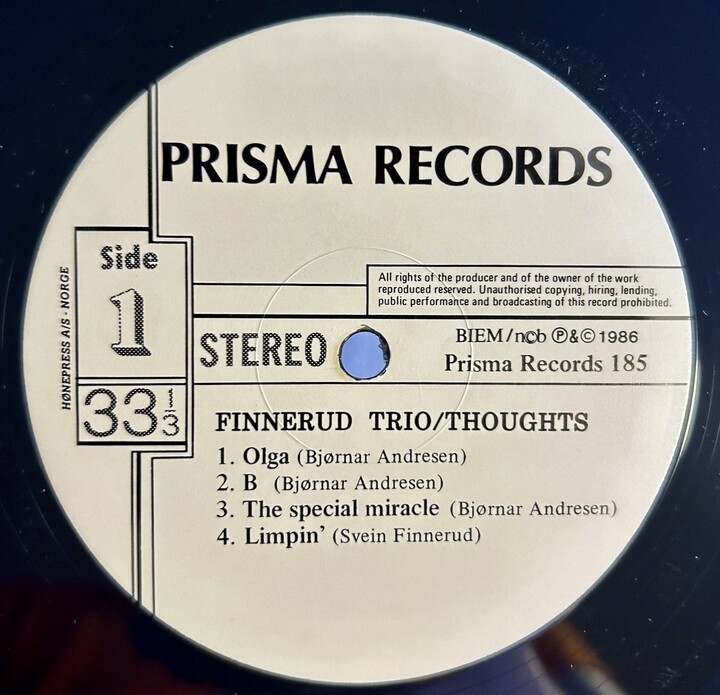 PRISMA RECORDS
Side
1
HØNEPRESS A/S - NORGE
33 1/3
All rights of the producer and of the owner of the work
reproduced reserved. Unauthorised copying, hiring, lending,
public performance and broadcasting of this record prohibited.
STEREO
BIEM/ncb ℗&© 1986
Prisma Records 185
FINNERUD TRIO/THOUGHTS
1. Olga (Bjørnar Andresen)
2. B (Bjørnar Andresen)
3. The special miracle (Bjørnar Andresen)
4. Limpin' (Svein Finnerud)